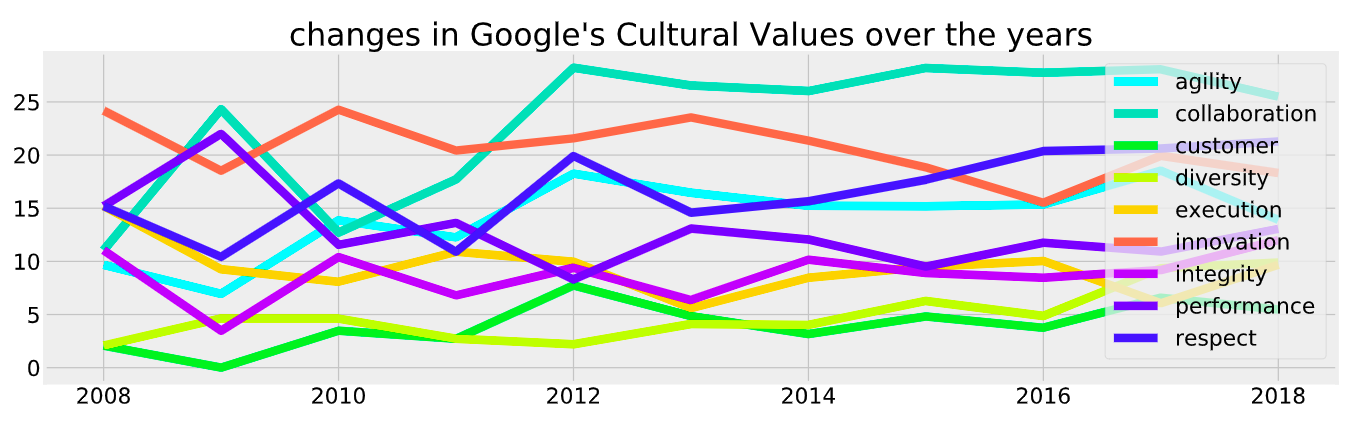 changes in Google's Cultural Values over the years
25
20
15
10
5
0
2008 2010 2012 2014 2016 2018
agility
collaboration
customer
diversity
execution
innovation
integrity
performance
respect